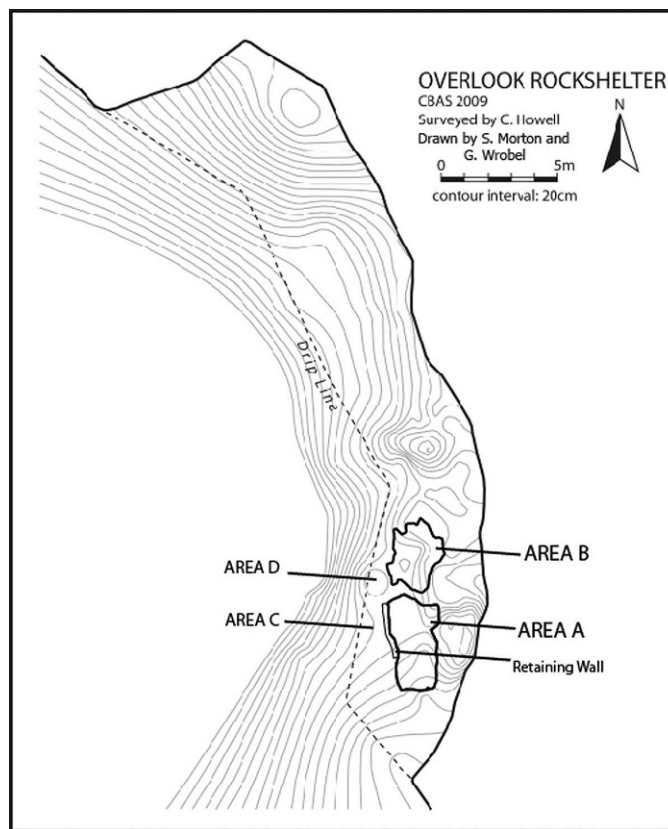 OVERLOOK ROCKSHELTER
CBAS 2009
Surveyed by C. Howell
Drawn by S. Morton and
G. Wrobel
N
0 5m
contour interval: 20cm
Drip Line
AREA B
AREA D
AREA C
AREA A
Retaining Wall